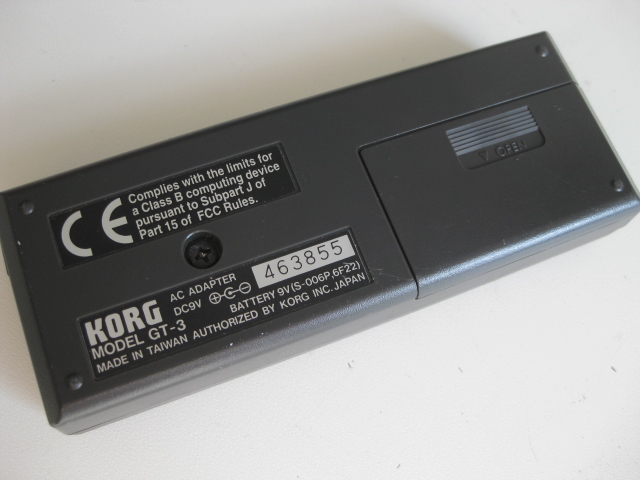 CE
Complies with the limits for
a Class B computing device
pursuant to Subpart J of
Part 15 of FCC Rules.
AC ADAPTER
DC9V
463855
BATTERY 9V(S-006P,6F22)
KORG
MODEL GT-3
MADE IN TAIWAN AUTHORIZED BY KORG INC. JAPAN
OPEN